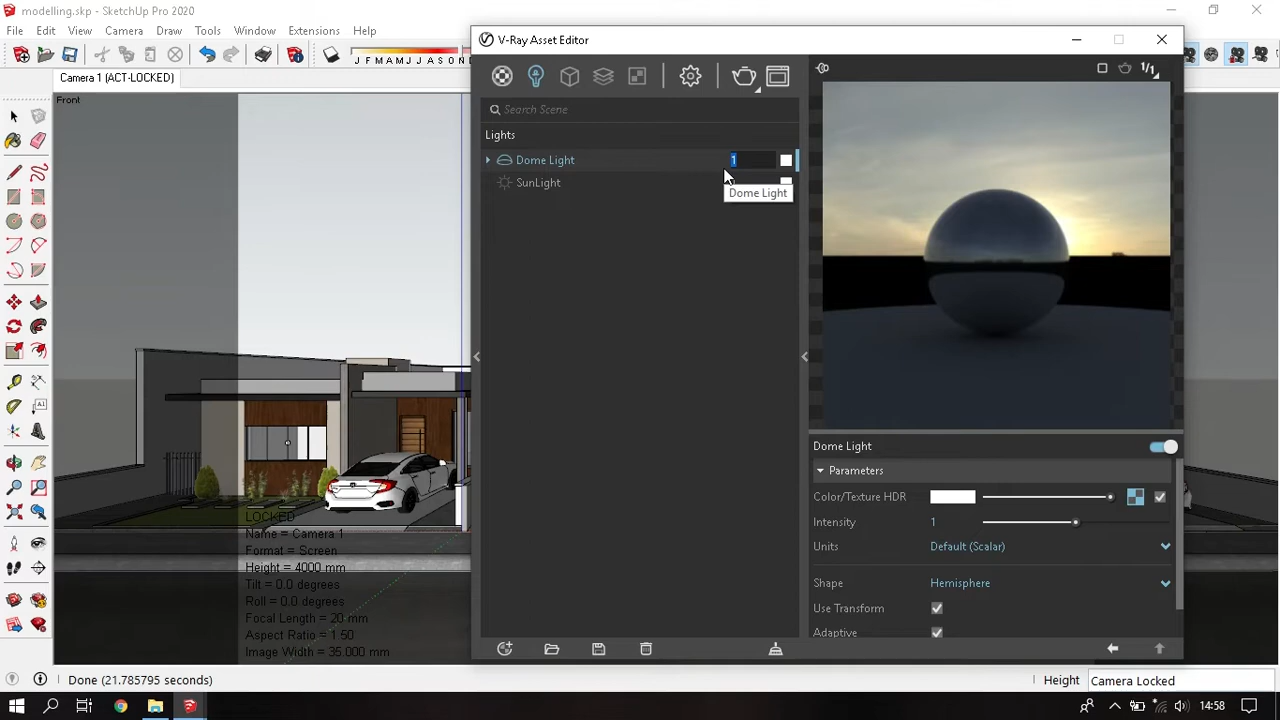 modelling.skp - SketchUp Pro 2020
File Edit View Camera Draw Tools Window Extensions Help
J F M A M J J A S O N D
Camera 1 (ACT-LOCKED)
Front
V-Ray Asset Editor
1/1
Search Scene
Lights
Dome Light 1
SunLight
Dome Light
LOCKED
Name = Camera 1
Format = Screen
Height = 4000 mm
Tilt = 0.0 degrees
Roll = 0.0 degrees
Focal Length = 20 mm
Aspect Ratio = 1.50
Image Width = 35.000 mm
Dome Light
Parameters
Color/Texture HDR
Intensity 1
Units Default (Scalar)
Shape Hemisphere
Use Transform
Adaptive
Done (21.785795 seconds)
Height Camera Locked
14:58